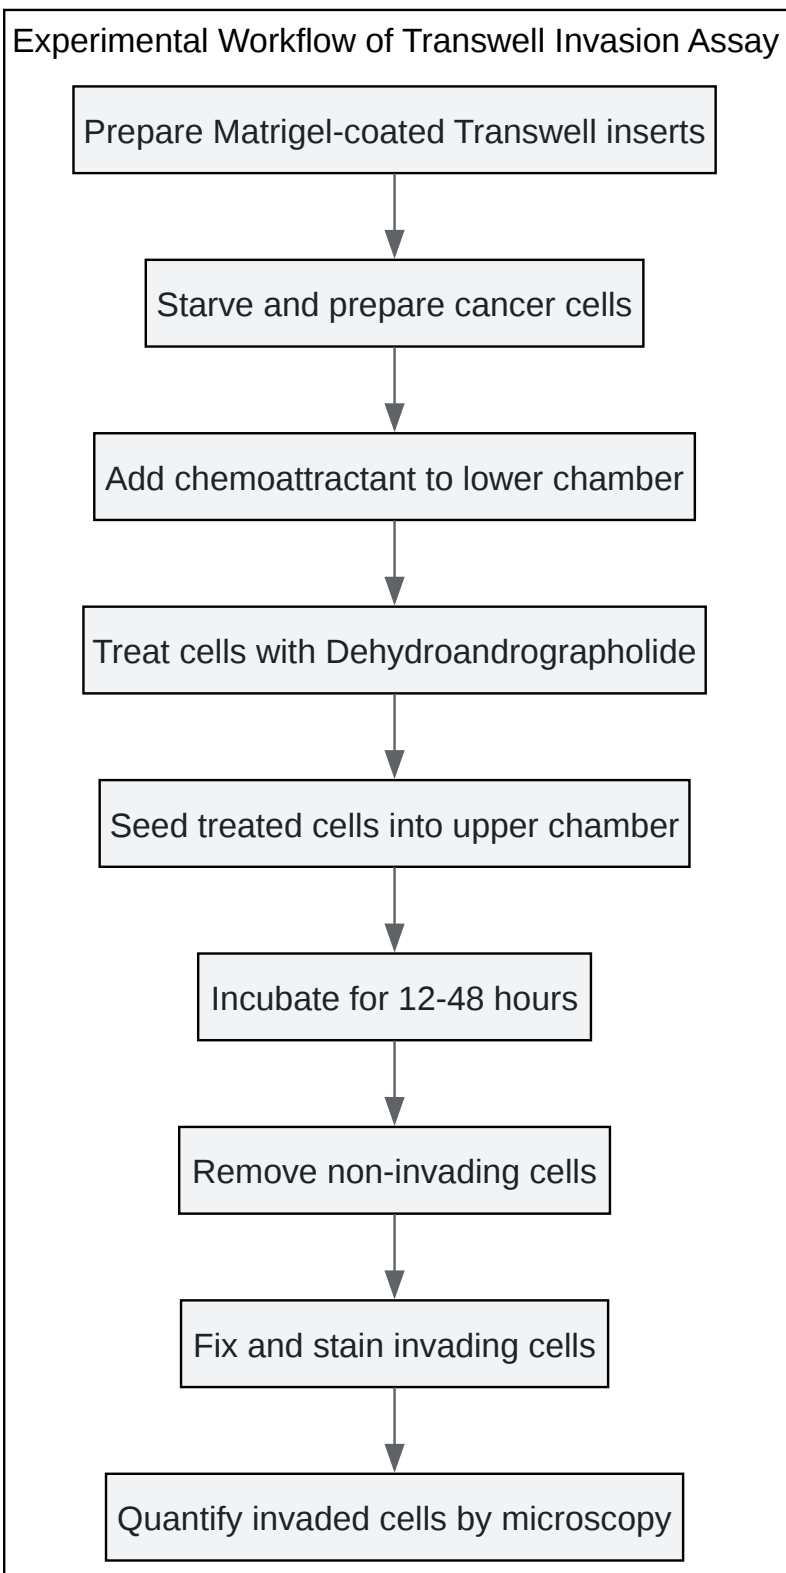 Experimental Workflow of Transwell Invasion Assay
Prepare Matrigel-coated Transwell inserts
Starve and prepare cancer cells
Add chemoattractant to lower chamber
Treat cells with Dehydroandrographolide
Seed treated cells into upper chamber
Incubate for 12-48 hours
Remove non-invading cells
Fix and stain invading cells
Quantify invaded cells by microscopy